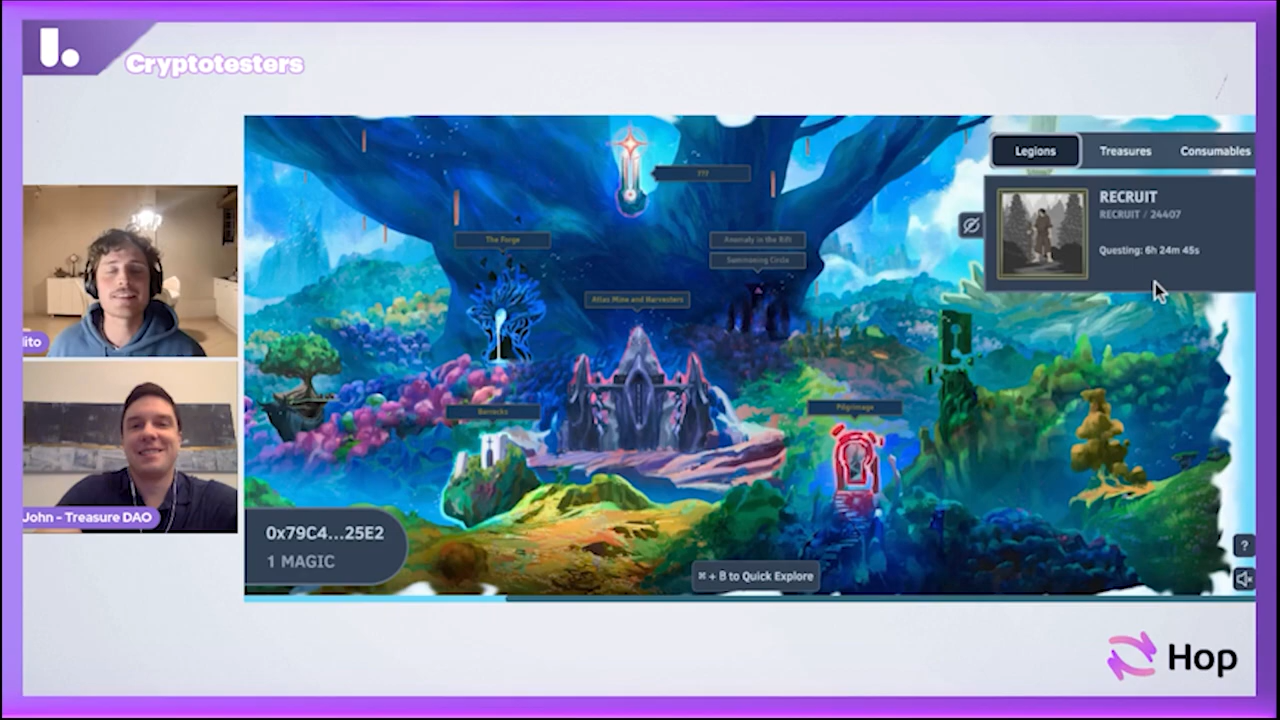 Cryptotesters
???
Legions
Treasures
Consumables
RECRUIT
RECRUIT / 24407
Questing: 6h 24m 45s
The Forge
Anomaly in the Rift
Summoning Circle
Atlas Mine and Harvesters
Barracks
Pilgrimage
ito
John - Treasure DAO
0x79C4...25E2
1 MAGIC
⌘ + B to Quick Explore
?
Hop